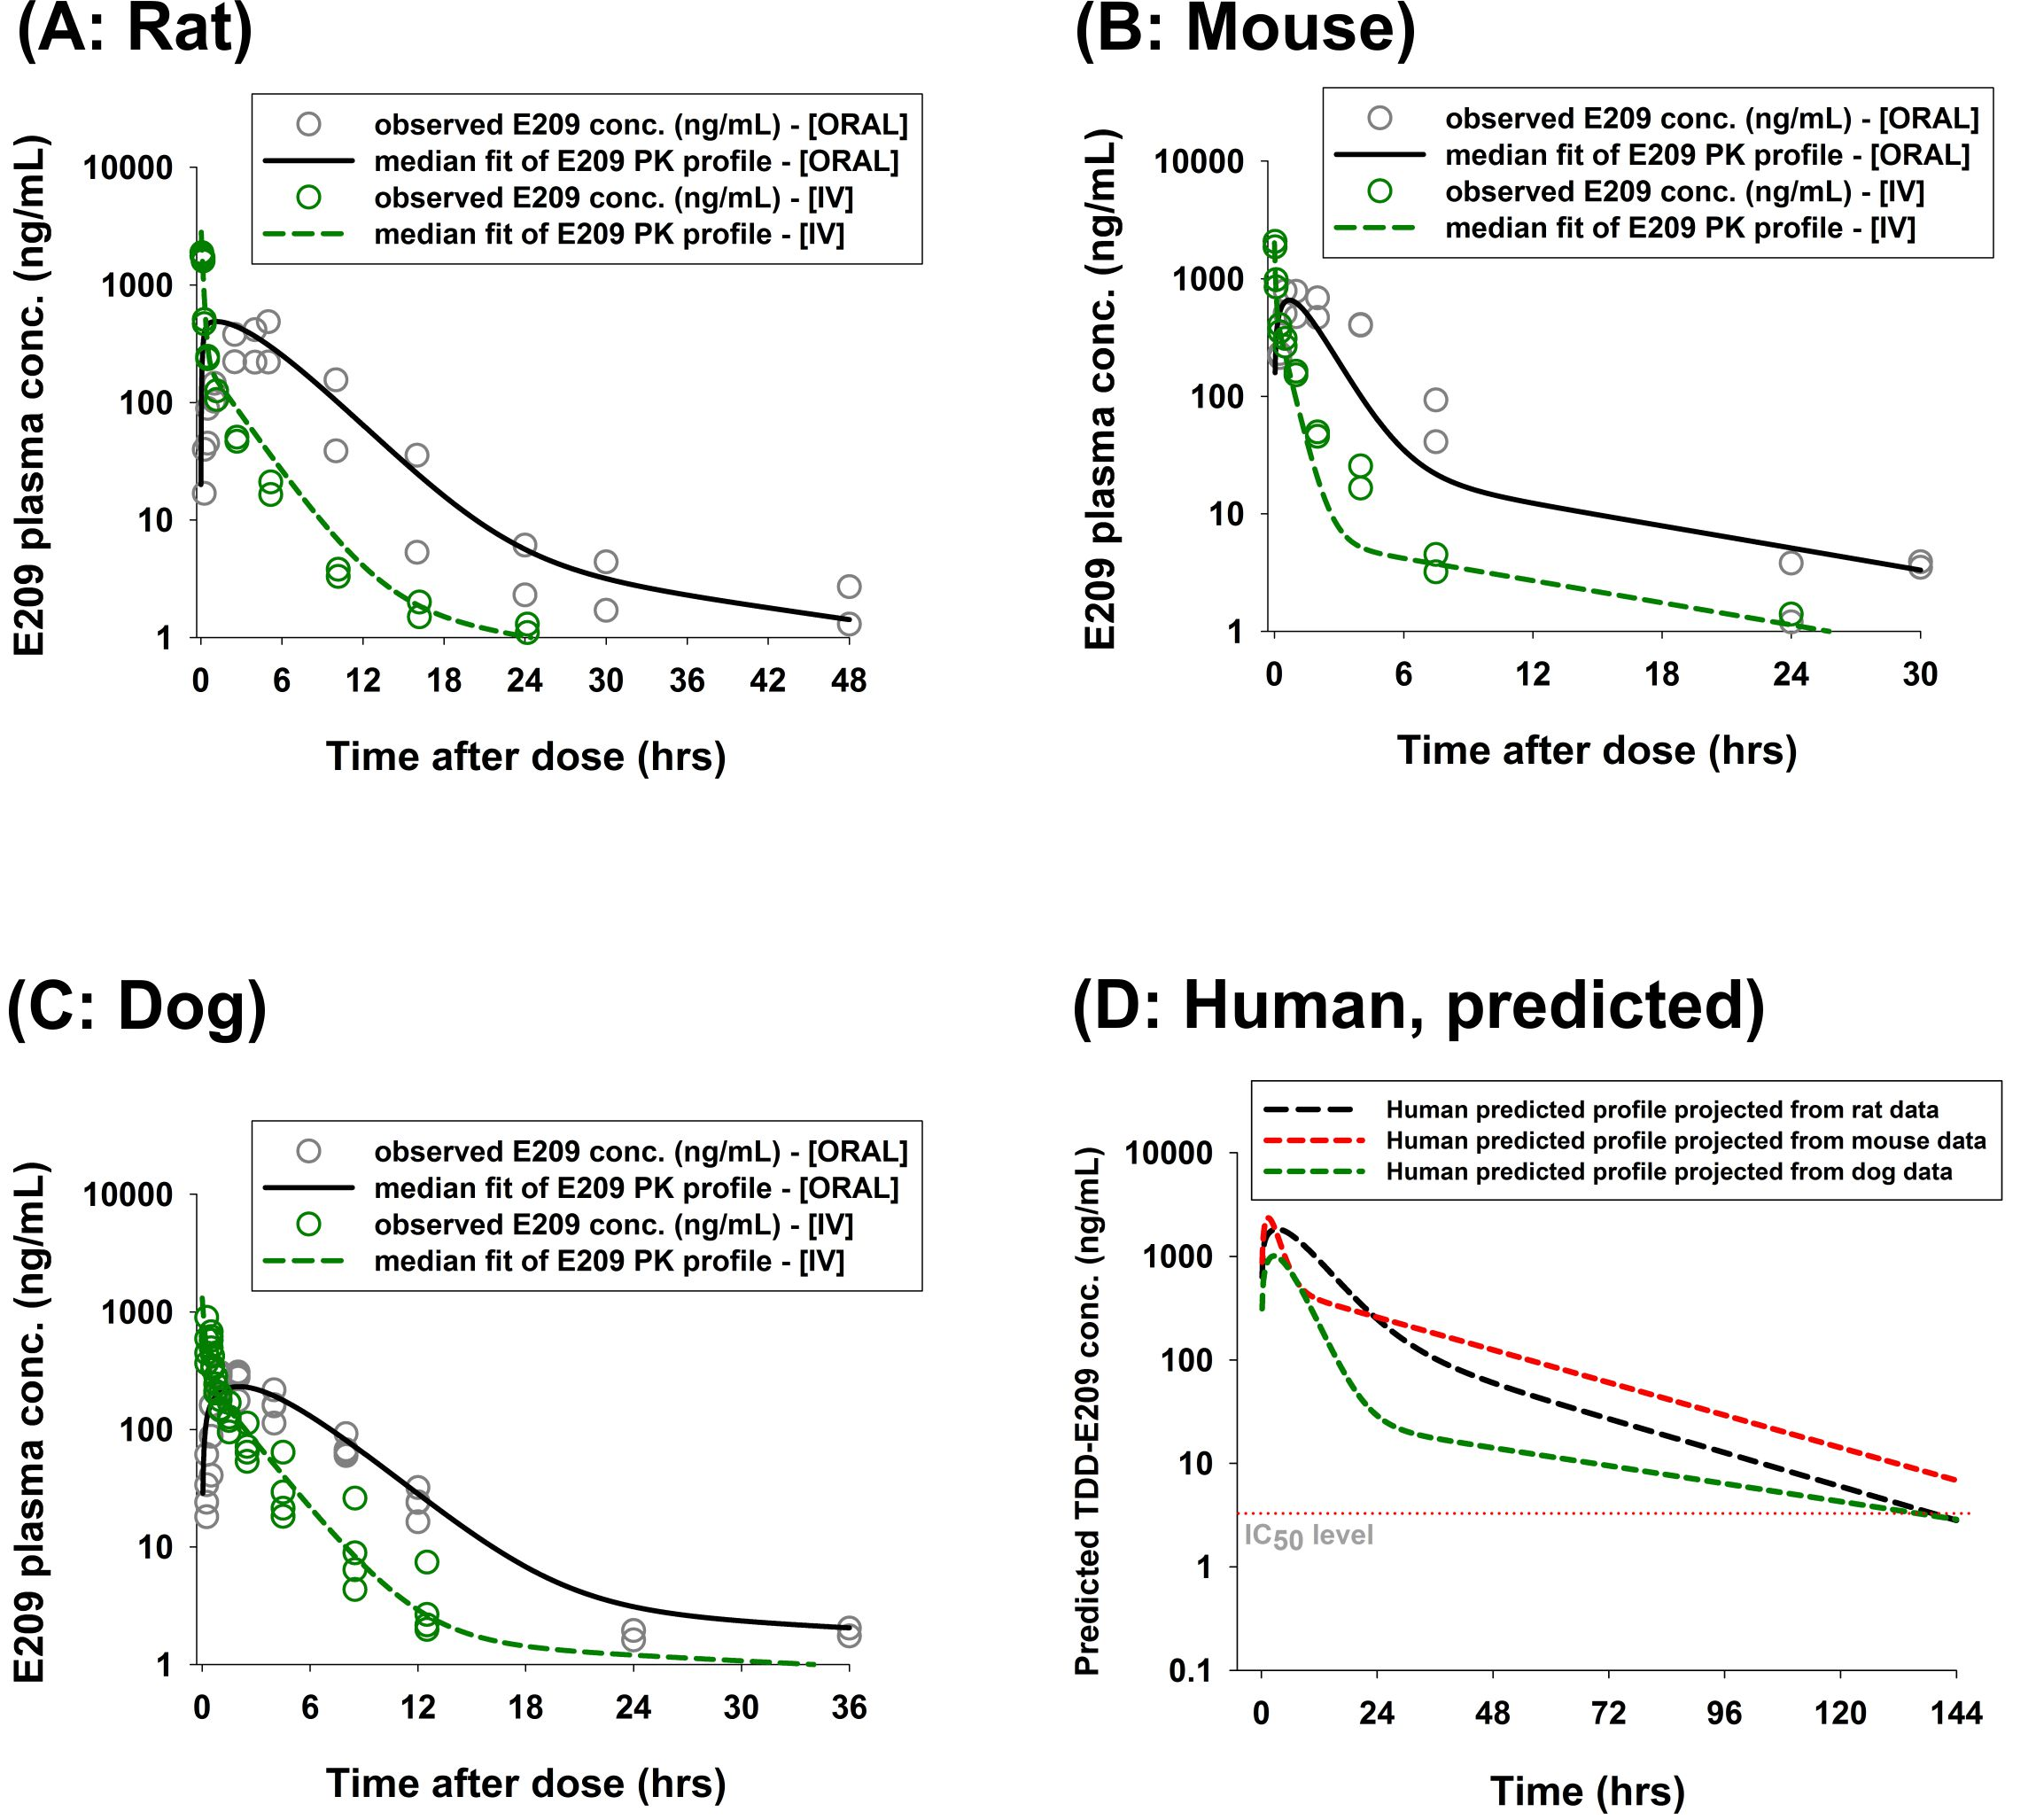 (A: Rat)
observed E209 conc. (ng/mL) - [ORAL]
median fit of E209 PK profile - [ORAL]
observed E209 conc. (ng/mL) - [IV]
median fit of E209 PK profile - [IV]
E209 plasma conc. (ng/mL)
10000
1000
100
10
1
0 6 12 18 24 30 36 42 48
Time after dose (hrs)
(B: Mouse)
observed E209 conc. (ng/mL) - [ORAL]
median fit of E209 PK profile - [ORAL]
observed E209 conc. (ng/mL) - [IV]
median fit of E209 PK profile - [IV]
E209 plasma conc. (ng/mL)
10000
1000
100
10
1
0 6 12 18 24 30
Time after dose (hrs)
(C: Dog)
observed E209 conc. (ng/mL) - [ORAL]
median fit of E209 PK profile - [ORAL]
observed E209 conc. (ng/mL) - [IV]
median fit of E209 PK profile - [IV]
E209 plasma conc. (ng/mL)
10000
1000
100
10
1
0 6 12 18 24 30 36
Time after dose (hrs)
(D: Human, predicted)
Human predicted profile projected from rat data
Human predicted profile projected from mouse data
Human predicted profile projected from dog data
Predicted TDD-E209 conc. (ng/mL)
10000
1000
100
10
1
0.1
IC50 level
0 24 48 72 96 120 144
Time (hrs)